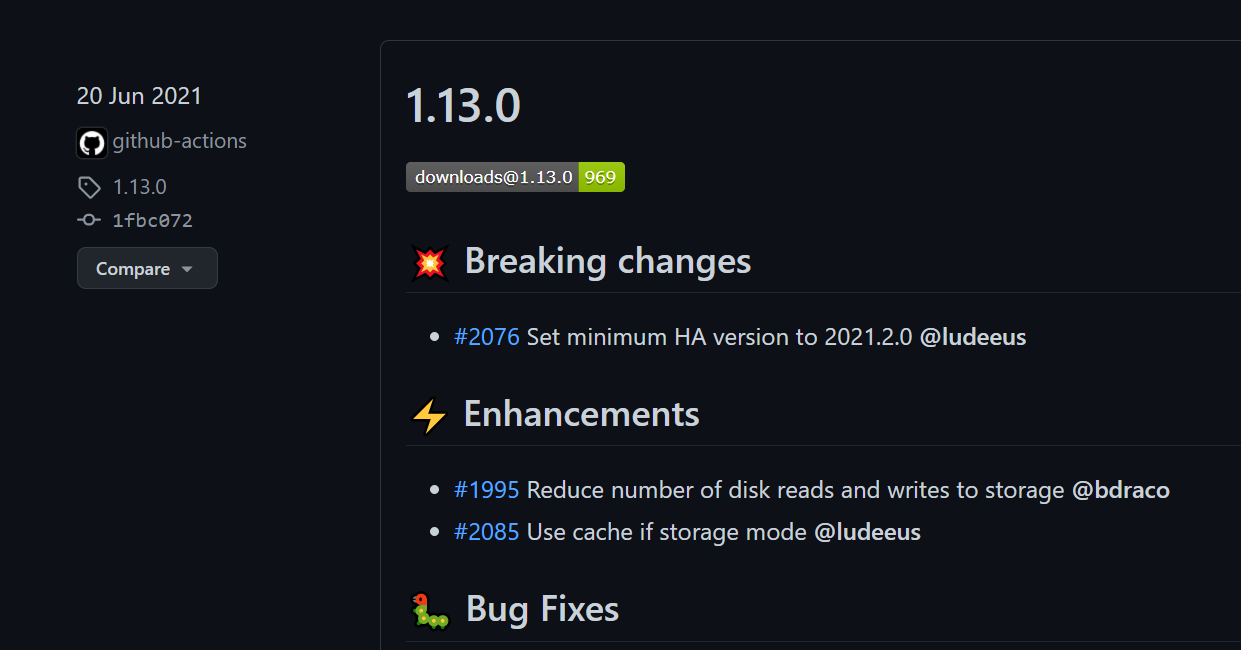 20 Jun 2021
github-actions
1.13.0
1fbc072
Compare
1.13.0
downloads@1.13.0 969
Breaking changes
#2076 Set minimum HA version to 2021.2.0 @ludeeus
Enhancements
#1995 Reduce number of disk reads and writes to storage @bdraco
#2085 Use cache if storage mode @ludeeus
Bug Fixes